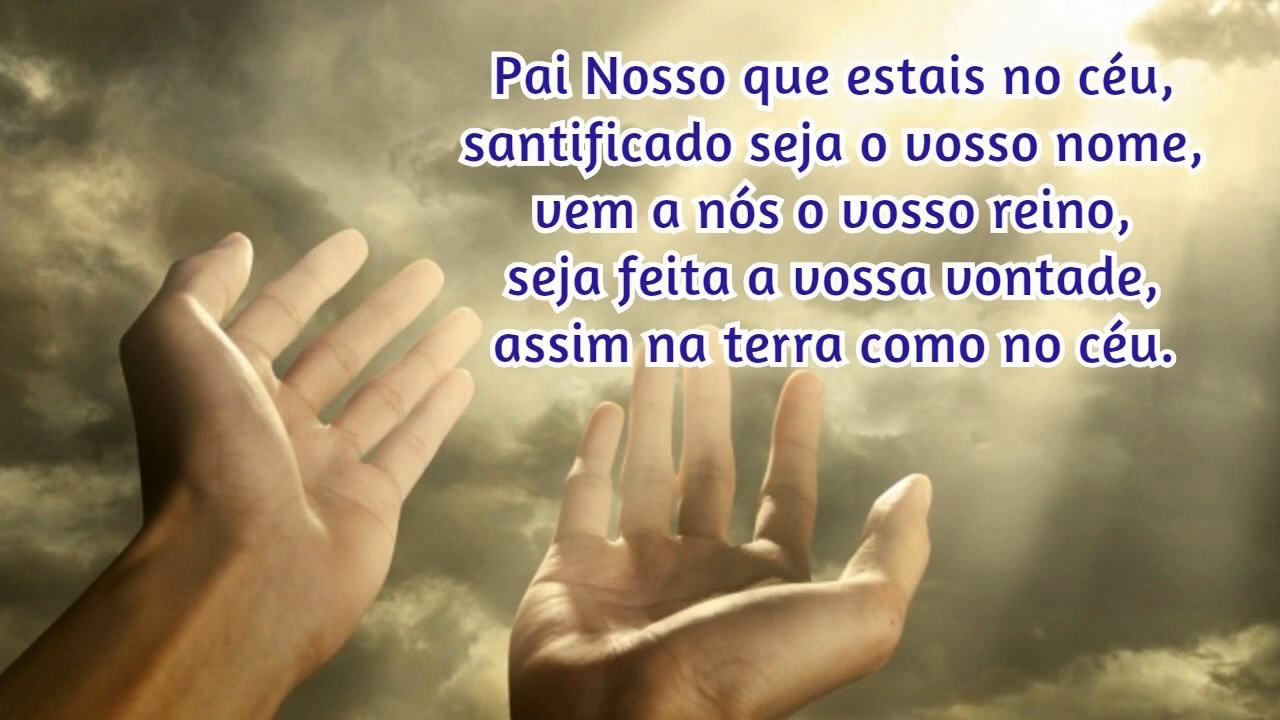 Pai Nosso que estais no céu,
santificado seja o vosso nome,
vem a nós o vosso reino,
seja feita a vossa vontade,
assim na terra como no céu.